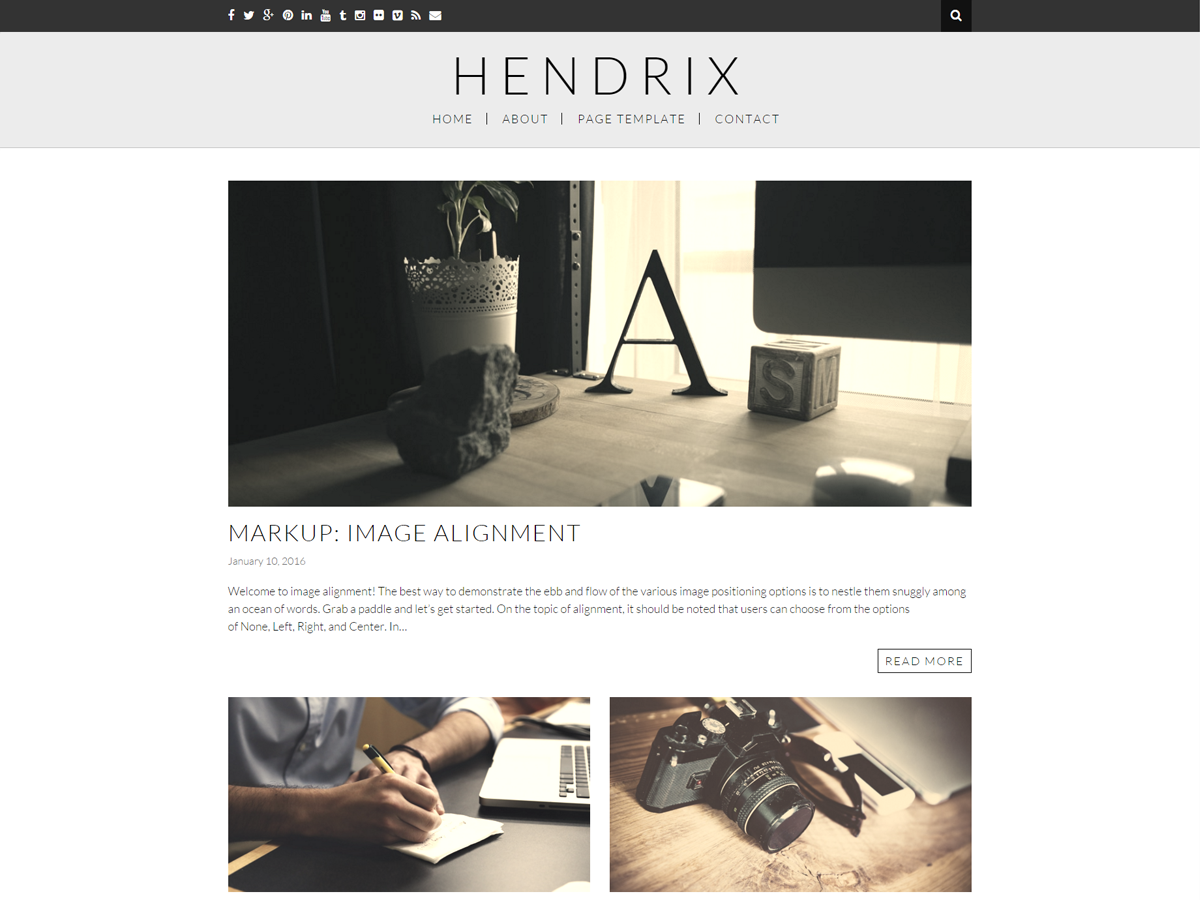 HENDRIX
HOME | ABOUT | PAGE TEMPLATE | CONTACT
A
S M
MARKUP: IMAGE ALIGNMENT
January 10, 2016
Welcome to image alignment! The best way to demonstrate the ebb and flow of the various image positioning options is to nestle them snuggly among
an ocean of words. Grab a paddle and let's get started. On the topic of alignment, it should be noted that users can choose from the options
of None, Left, Right, and Center. In...
READ MORE